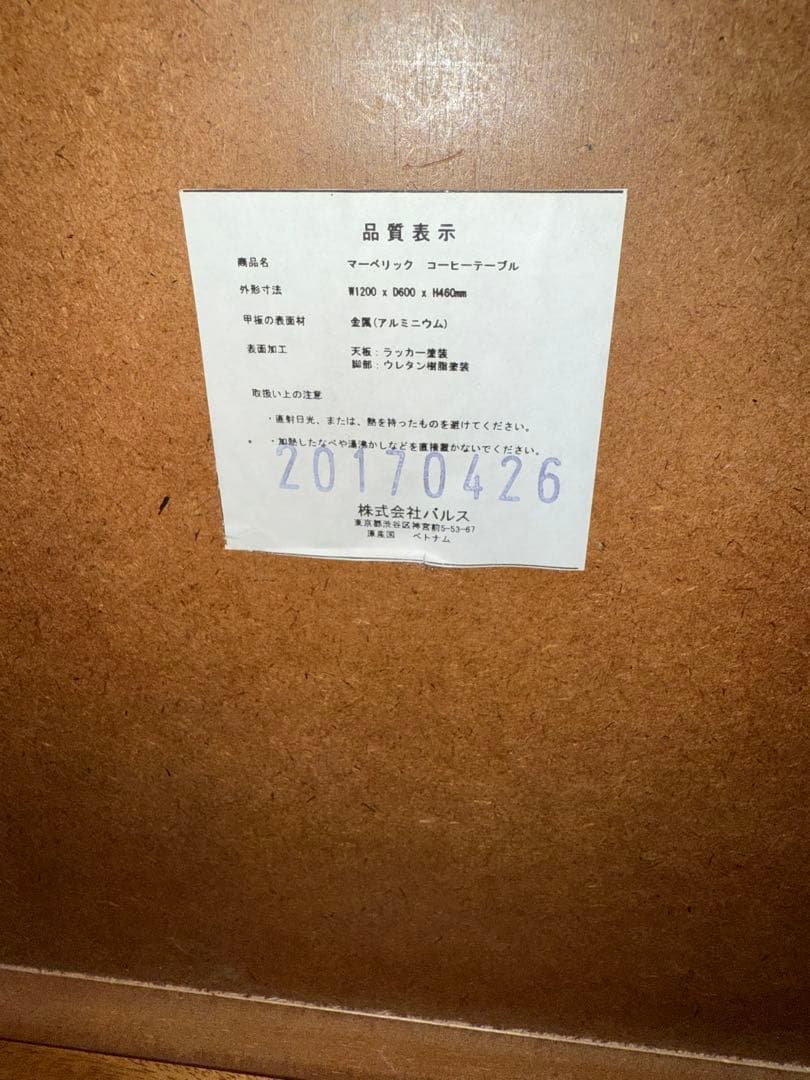 品質表示
商品名 マーベリック コーヒーテーブル
外形寸法 W1200 x D600 x H460mm
甲板の表面材 金属(アルミニウム)
表面加工 天板:ラッカー塗装
脚部:ウレタン樹脂塗装
取扱い上の注意
・直射日光、または、熱を持ったものを避けてください。
・加熱したなべや湯沸かしなどを直接置かないでください。
20170426
株式会社バルス
東京都渋谷区神宮前5-53-67
原産国 ベトナム